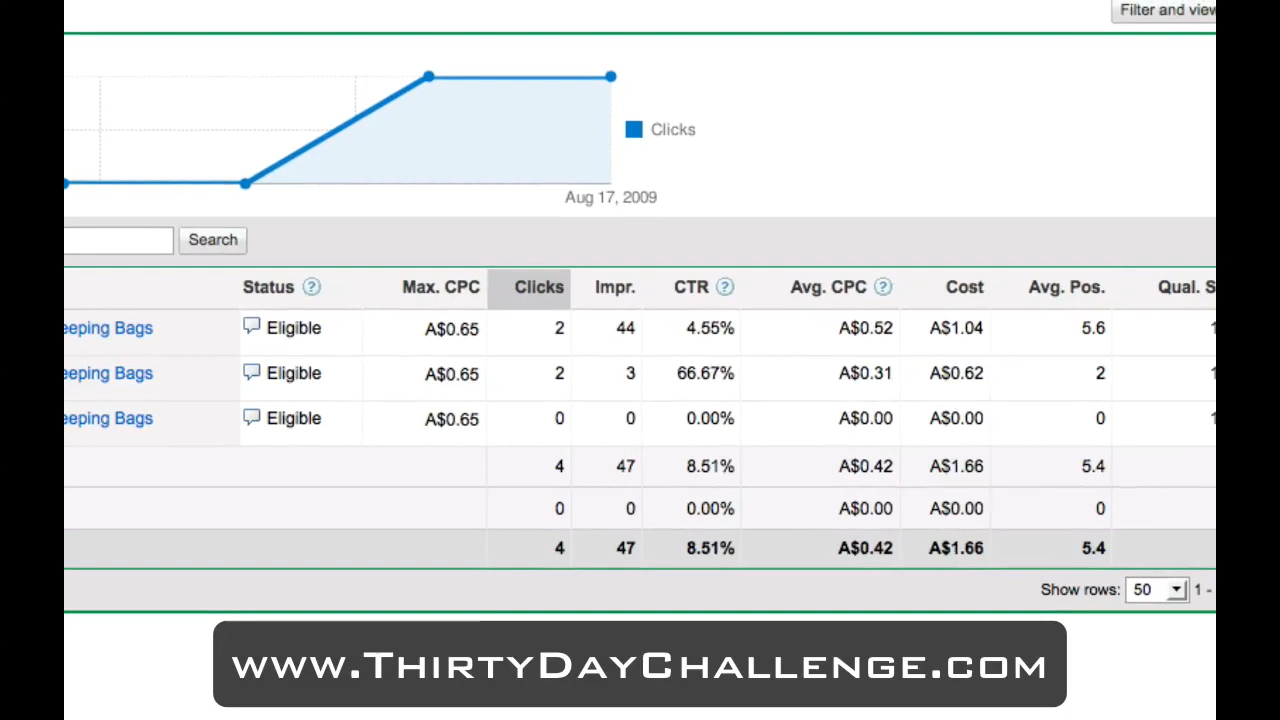 Filter and view
Clicks
Aug 17, 2009
Search
Status ? Max. CPC Clicks Impr. CTR ? Avg. CPC ? Cost Avg. Pos. Qual. S
eeping Bags Eligible A$0.65 2 44 4.55% A$0.52 A$1.04 5.6 1
eeping Bags Eligible A$0.65 2 3 66.67% A$0.31 A$0.62 2 1
eeping Bags Eligible A$0.65 0 0 0.00% A$0.00 A$0.00 0 1
4 47 8.51% A$0.42 A$1.66 5.4
0 0 0.00% A$0.00 A$0.00 0
4 47 8.51% A$0.42 A$1.66 5.4
Show rows: 50 1 -
www.ThirtyDayChallenge.com